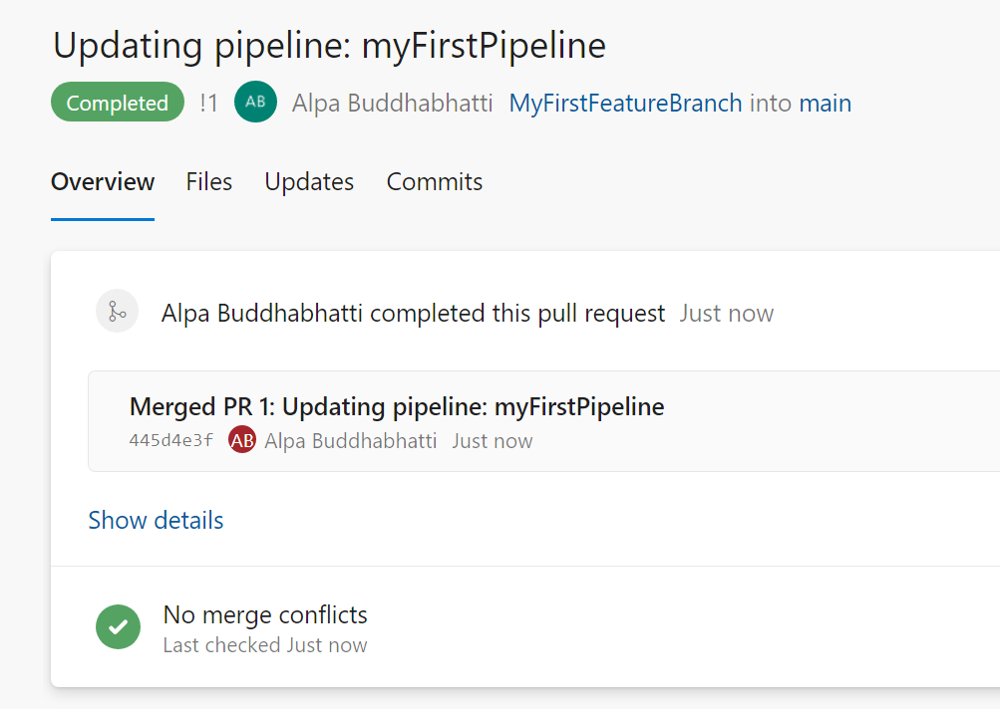 Updating pipeline: myFirstPipeline
Completed !1 AB Alpa Buddhabhatti MyFirstFeatureBranch into main
Overview Files Updates Commits
Alpa Buddhabhatti completed this pull request Just now
Merged PR 1: Updating pipeline: myFirstPipeline
445d4e3f AB Alpa Buddhabhatti Just now
Show details
No merge conflicts
Last checked Just now